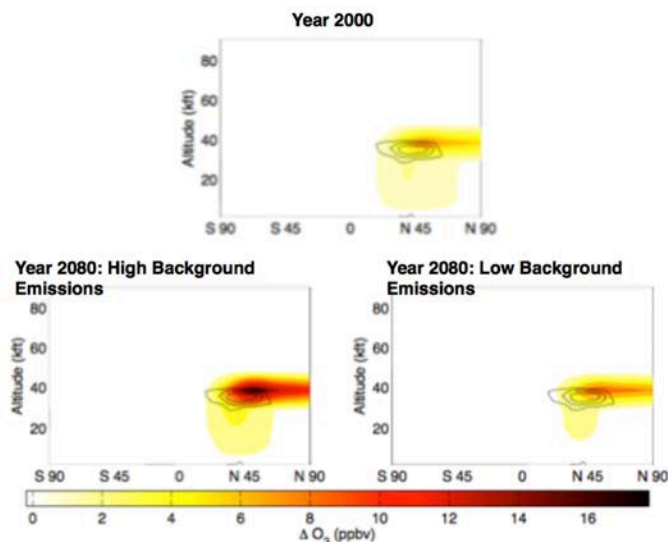 Year 2000
Altitude (kft)
80
60
40
20
S 90 S 45 0 N 45 N 90
Year 2080: High Background
Emissions
Altitude (kft)
80
60
40
20
S 90 S 45 0 N 45 N 90
Year 2080: Low Background
Emissions
Altitude (kft)
80
60
40
20
S 90 S 45 0 N 45 N 90
0 2 4 6 8 10 12 14 16
Δ O₃ (ppbv)